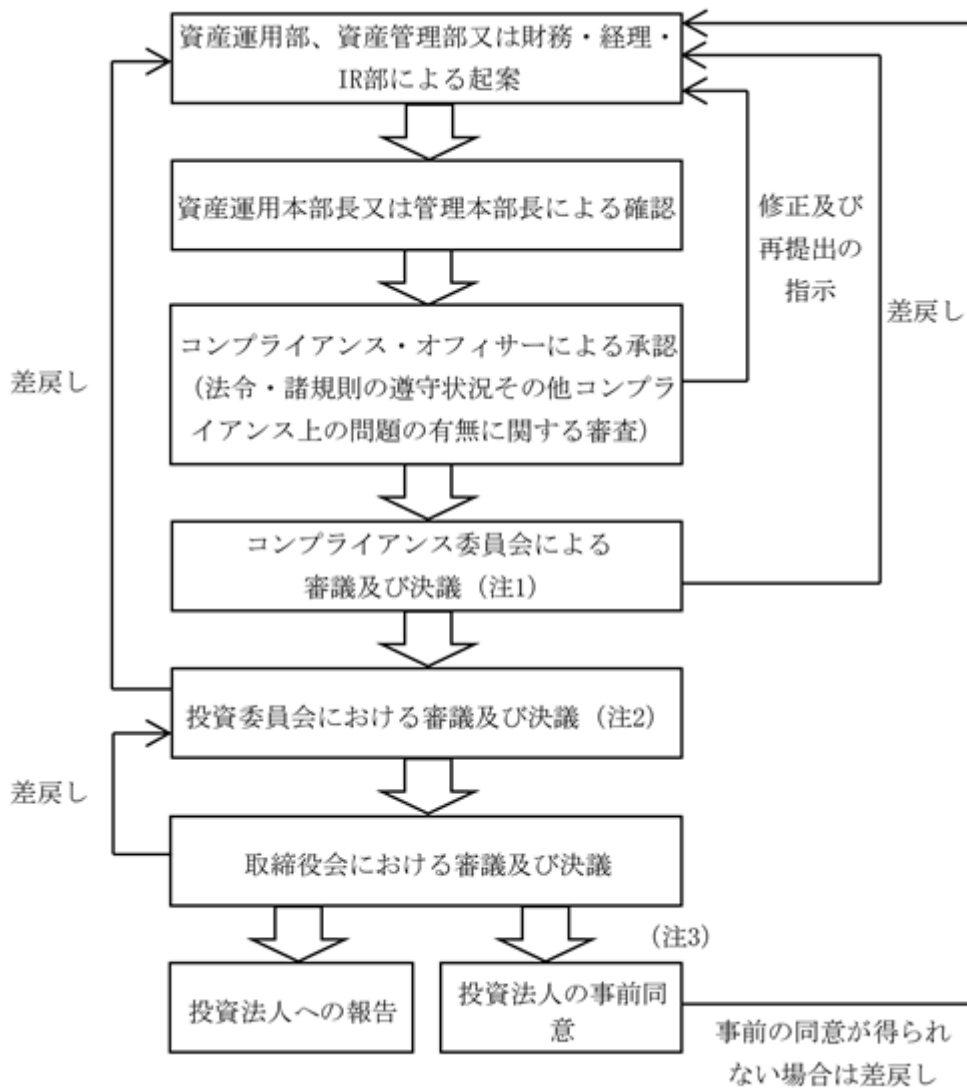 資産運用部、資産管理部又は財務・経理・
IR部による起案
資産運用本部長又は管理本部長による確認
修正及び
再提出の
指示
差戻し
コンプライアンス・オフィサーによる承認
（法令・諸規則の遵守状況その他コンプラ
イアンス上の問題の有無に関する審査）
差戻し
コンプライアンス委員会による
審議及び決議（注1）
投資委員会における審議及び決議（注2）
差戻し
取締役会における審議及び決議
（注3）
投資法人への報告
投資法人の事前同
意
事前の同意が得られ
ない場合は差戻し